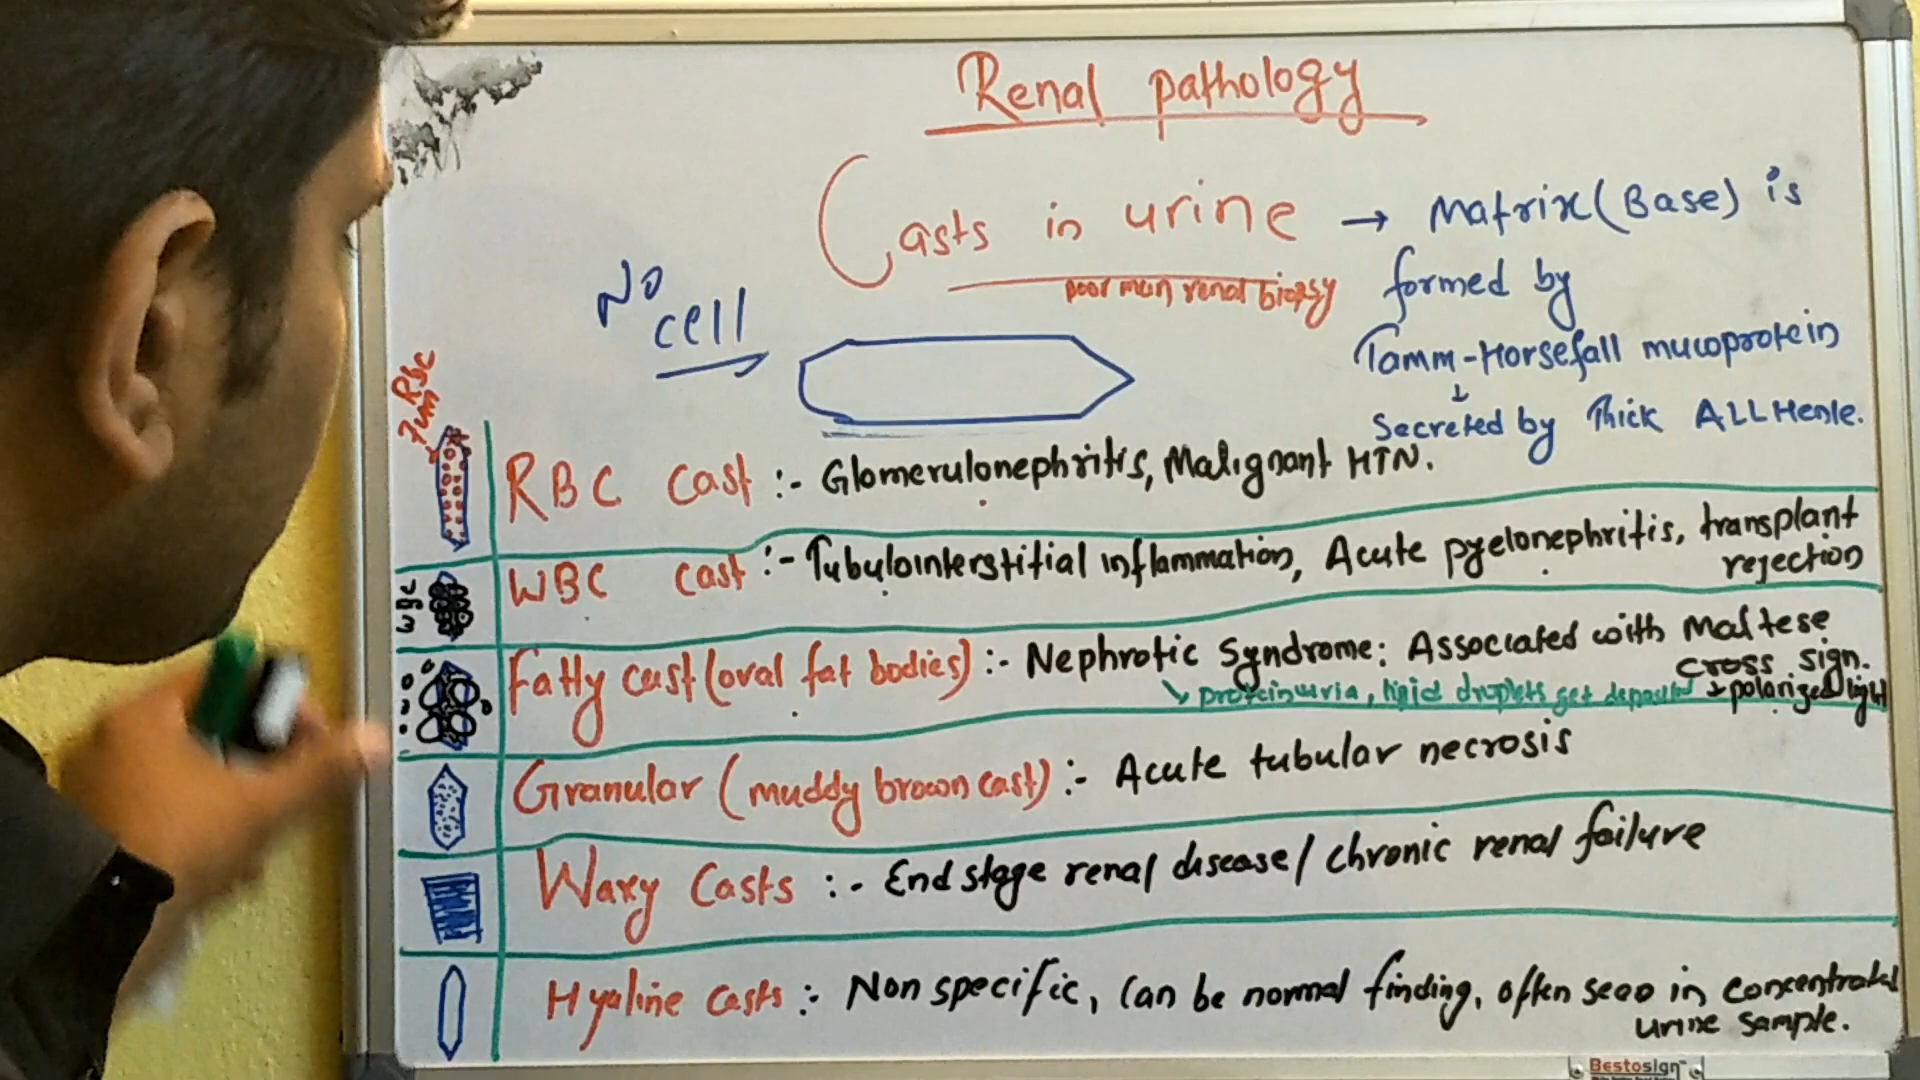 Renal pathology
Casts in urine → Matrix (Base) is
poor man renal biopsy
formed by
Tamm-Horsefall mucoprotein
↓
Secreted by Thick ALL Henle.
No
cell
RBC
7um
RBC Cast :- Glomerulonephritis, Malignant HTN.
WBC
WBC cast :- Tubulointerstitial inflammation, Acute pyelonephritis, transplant
rejection
Fatty cast (oval fat bodies) :- Nephrotic Syndrome: Associated with Maltese
cross sign.
proteinuria, lipid droplets get
↓ polarized light
Granular (muddy brown cast) :- Acute tubular necrosis
Waxy Casts :- End stage renal disease/ chronic renal failure
Hyaline Casts :- Non specific, Can be normal finding, often seen in concentrated
urine sample.
Bestosign